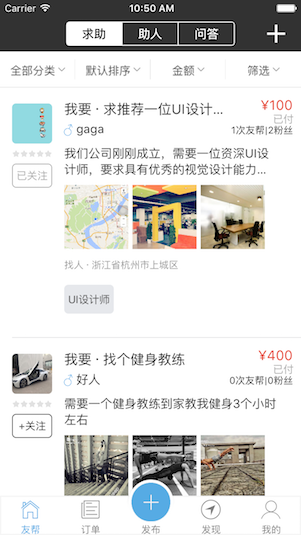 Carrier 10:50 AM
求助 助人 问答
全部分类 默认排序 金额 筛选
我要 · 求推荐一位UI设计... ¥100
已付
gaga 1次友帮|2粉丝
我们公司刚刚成立，需要一位资深UI设
计师，要求具有优秀的视觉设计能力...
已关注
找人 · 浙江省杭州市上城区
UI设计师
我要 · 找个健身教练 ¥400
已付
好人 0次友帮|0粉丝
需要一个健身教练到家教我健身3个小时
左右
+关注
友帮 订单 发布 发现 我的